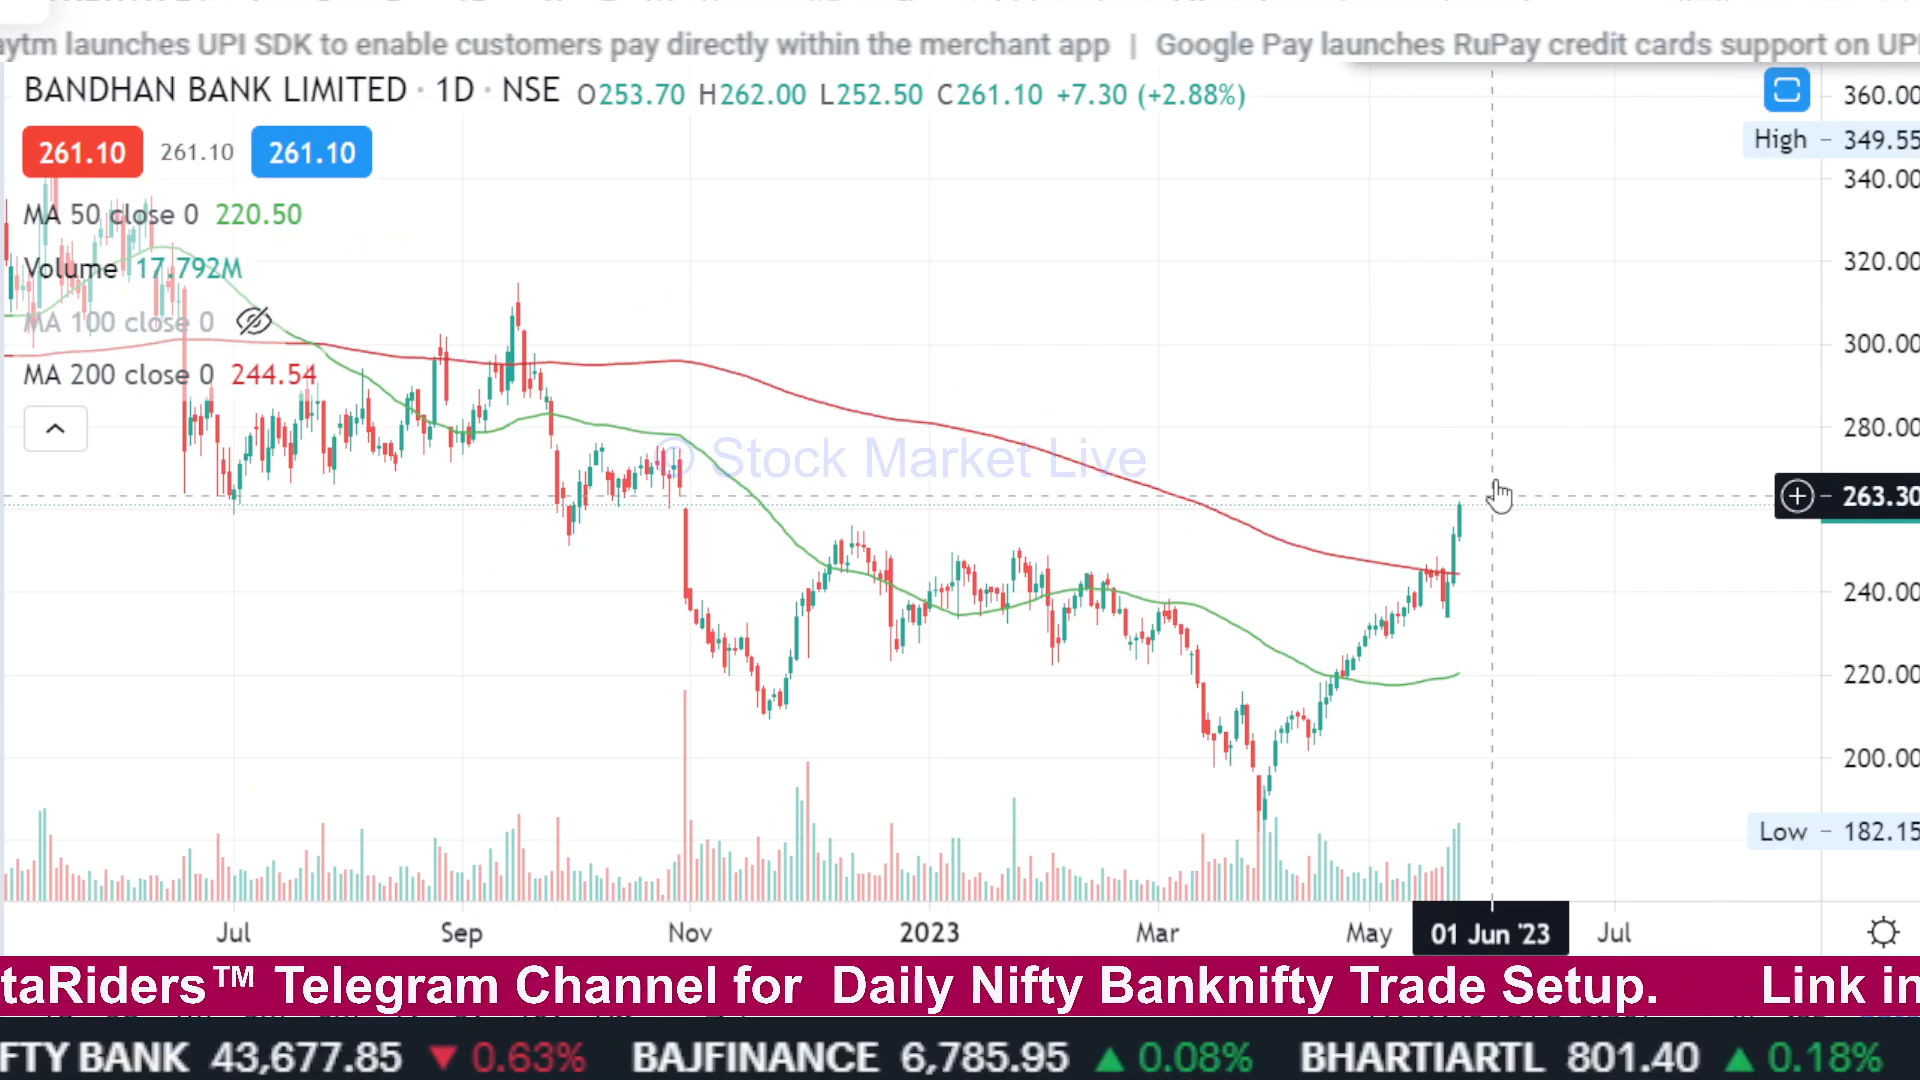 aytm launches UPI SDK to enable customers pay directly within the merchant app | Google Pay launches RuPay credit cards support on UPI
BANDHAN BANK LIMITED · 1D · NSE O253.70 H262.00 L252.50 C261.10 +7.30 (+2.88%)
360.00
High - 349.55
261.10 261.10 261.10
340.00
MA 50 close 0 220.50
Volume 17.792M
320.00
MA 100 close 0
300.00
MA 200 close 0 244.54
280.00
© Stock Market Live
263.30
240.00
220.00
200.00
Low - 182.15
Jul Sep Nov 2023 Mar May 01 Jun '23 Jul
taRiders™ Telegram Channel for Daily Nifty Banknifty Trade Setup. Link in
FTY BANK 43,677.85 ▼ 0.63% BAJFINANCE 6,785.95 ▲ 0.08% BHARTIARTL 801.40 ▲ 0.18%